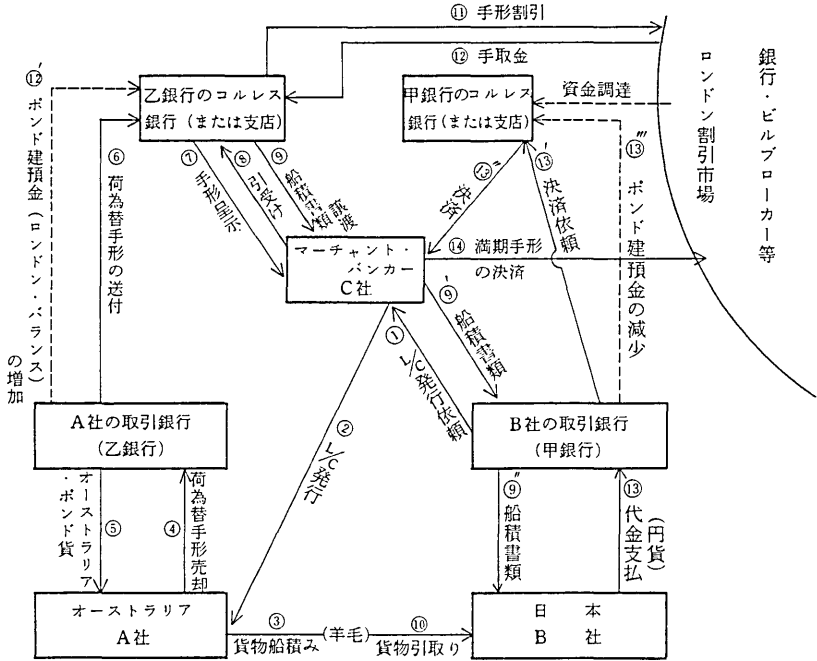 ⑪ 手形割引
⑫ 手取金
銀行・ビルブローカー等
ロンドン割引市場
乙銀行のコルレス
銀行(または支店)
甲銀行のコルレス
銀行(または支店)
資金調達
⑫′ ポンド建預金(ロンドン・バランス)
の増加
⑥ 荷為替手形の送付
⑦ 手形呈示
⑧ 引受け
⑨ 船積書類
譲渡
⑬″ 決済
⑬′ 決済依頼
⑬‴ ポンド建預金の減少
マーチャント・
バンカー
C社
⑭ 満期手形
の決済
⑨′ 船積書類
① L/C発行依頼
② L/C発行
A社の取引銀行
(乙銀行)
B社の取引銀行
(甲銀行)
オーストラリア
・ポンド貨
⑤
④
荷為替手形売却
⑨″ 船積書類
⑬ 代金支払
(円貨)
オーストラリア
A社
③
貨物船積み
(羊毛)
⑩
貨物引取り
日本
B社